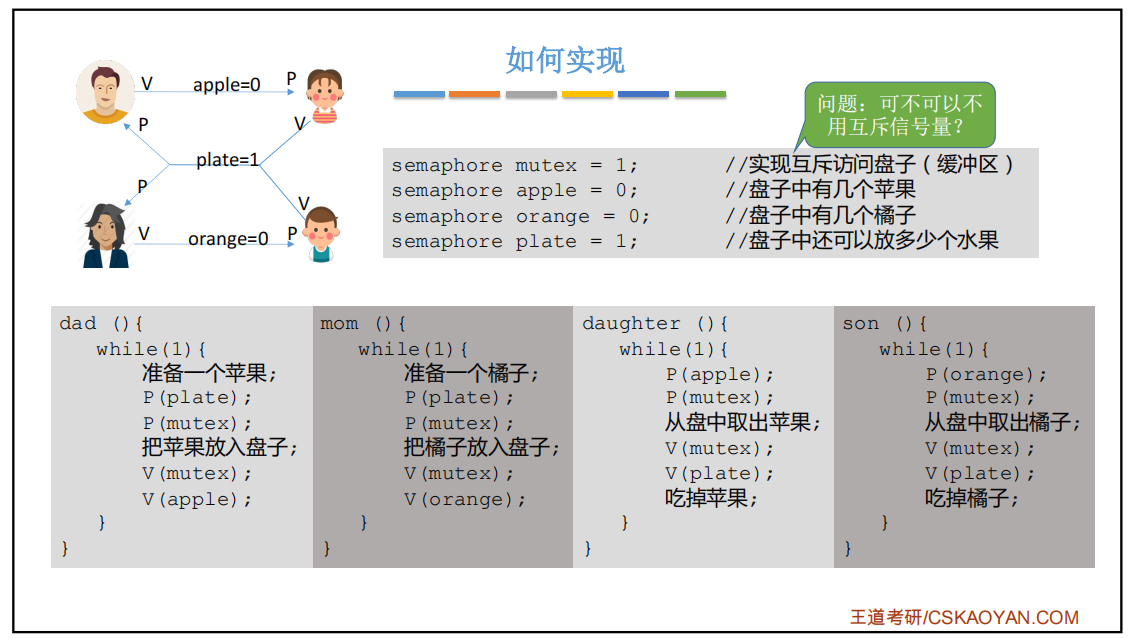 如何实现
问题：可不可以不
用互斥信号量？
V apple=0 P
P V
plate=1
P V
V orange=0 P
semaphore mutex = 1; //实现互斥访问盘子（缓冲区）
semaphore apple = 0; //盘子中有几个苹果
semaphore orange = 0; //盘子中有几个橘子
semaphore plate = 1; //盘子中还可以放多少个水果
dad (){
while(1){
准备一个苹果;
P(plate);
P(mutex);
把苹果放入盘子;
V(mutex);
V(apple);
}
}
mom (){
while(1){
准备一个橘子;
P(plate);
P(mutex);
把橘子放入盘子;
V(mutex);
V(orange);
}
}
daughter (){
while(1){
P(apple);
P(mutex);
从盘中取出苹果;
V(mutex);
V(plate);
吃掉苹果;
}
}
son (){
while(1){
P(orange);
P(mutex);
从盘中取出橘子;
V(mutex);
V(plate);
吃掉橘子;
}
}
王道考研/CSKAOYAN.COM